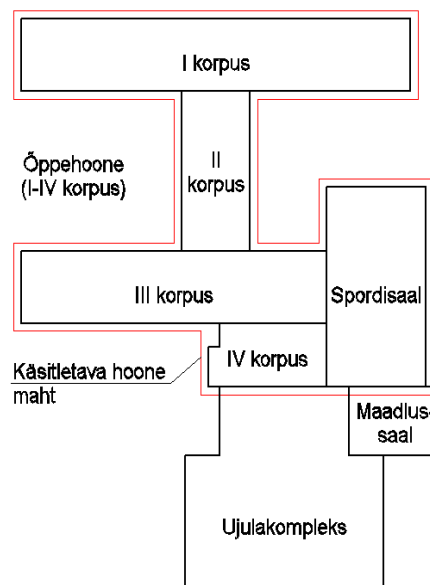 I korpus
Õppehoone
(I-IV korpus)
II
korpus
III korpus
Spordisaal
IV korpus
Käsitletava hoone
maht
Maadlus-
saal
Ujulakompleks